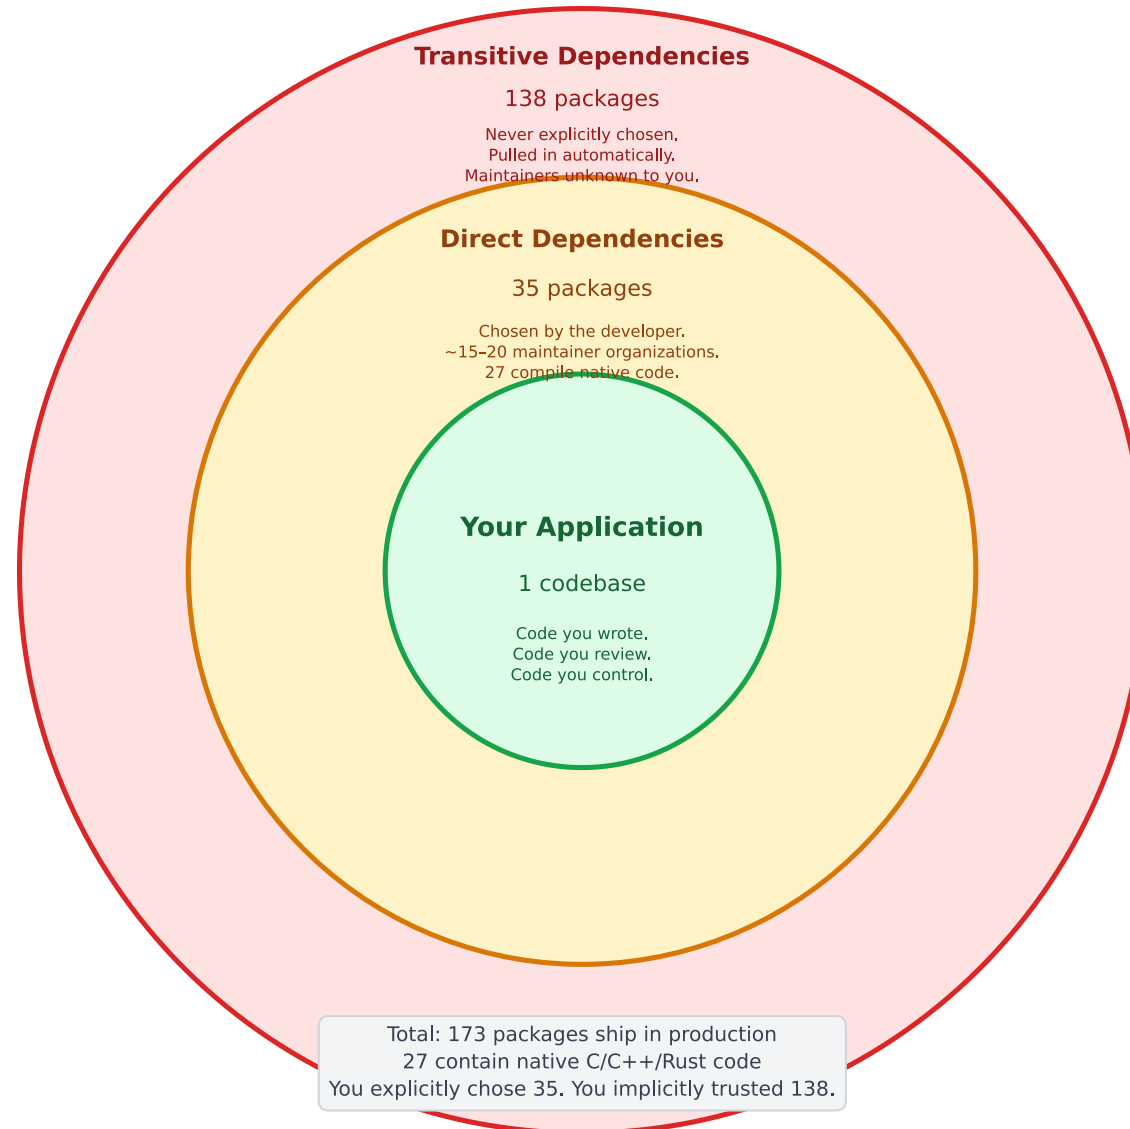 Transitive Dependencies
138 packages
Never explicitly chosen.
Pulled in automatically.
Maintainers unknown to you.
Direct Dependencies
35 packages
Chosen by the developer.
~15–20 maintainer organizations.
27 compile native code.
Your Application
1 codebase
Code you wrote.
Code you review.
Code you control.
Total: 173 packages ship in production
27 contain native C/C++/Rust code
You explicitly chose 35. You implicitly trusted 138.